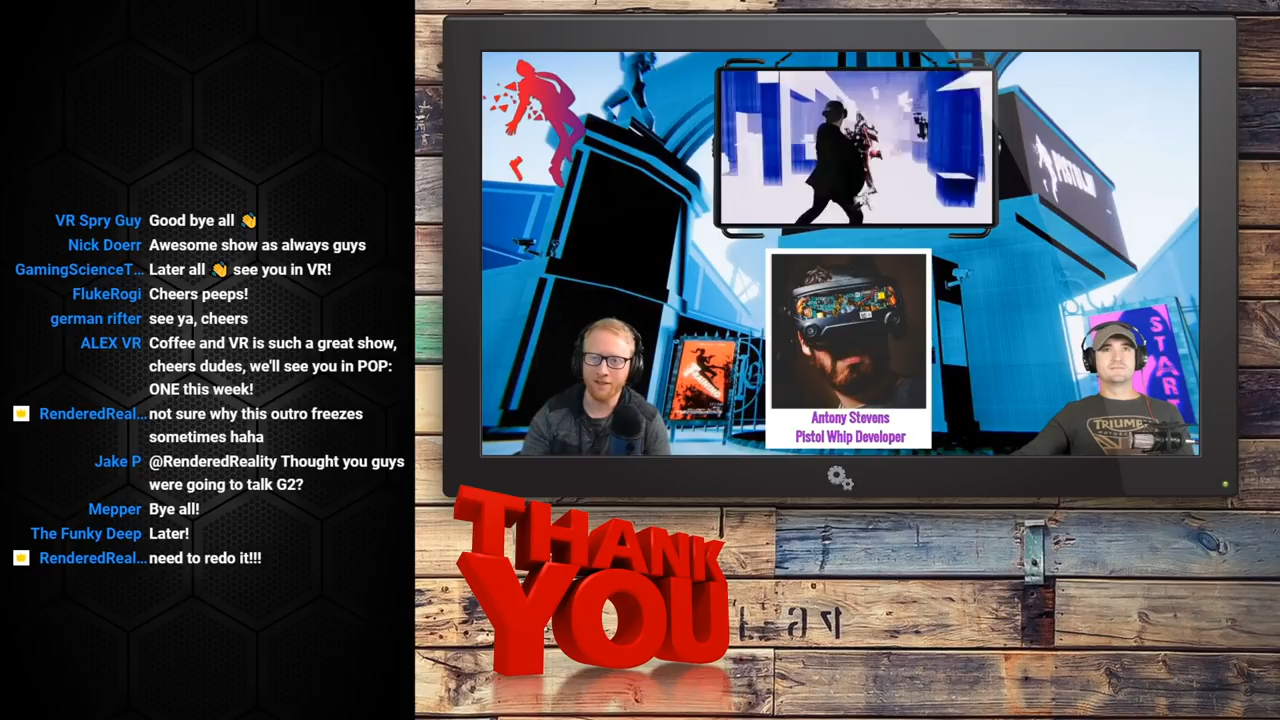 VR Spry Guy Good bye all 👋
Nick Doerr Awesome show as always guys
GamingScienceT… Later all 👋 see you in VR!
FlukeRogi Cheers peeps!
german rifter see ya, cheers
ALEX VR Coffee and VR is such a great show,
cheers dudes, we'll see you in POP:
ONE this week!
RenderedReal… not sure why this outro freezes
sometimes haha
Jake P @RenderedReality Thought you guys
were going to talk G2?
Mepper Bye all!
The Funky Deep Later!
RenderedReal… need to redo it!!!
START
TRIUMPH
Antony Stevens
Pistol Whip Developer
THANK
YOU